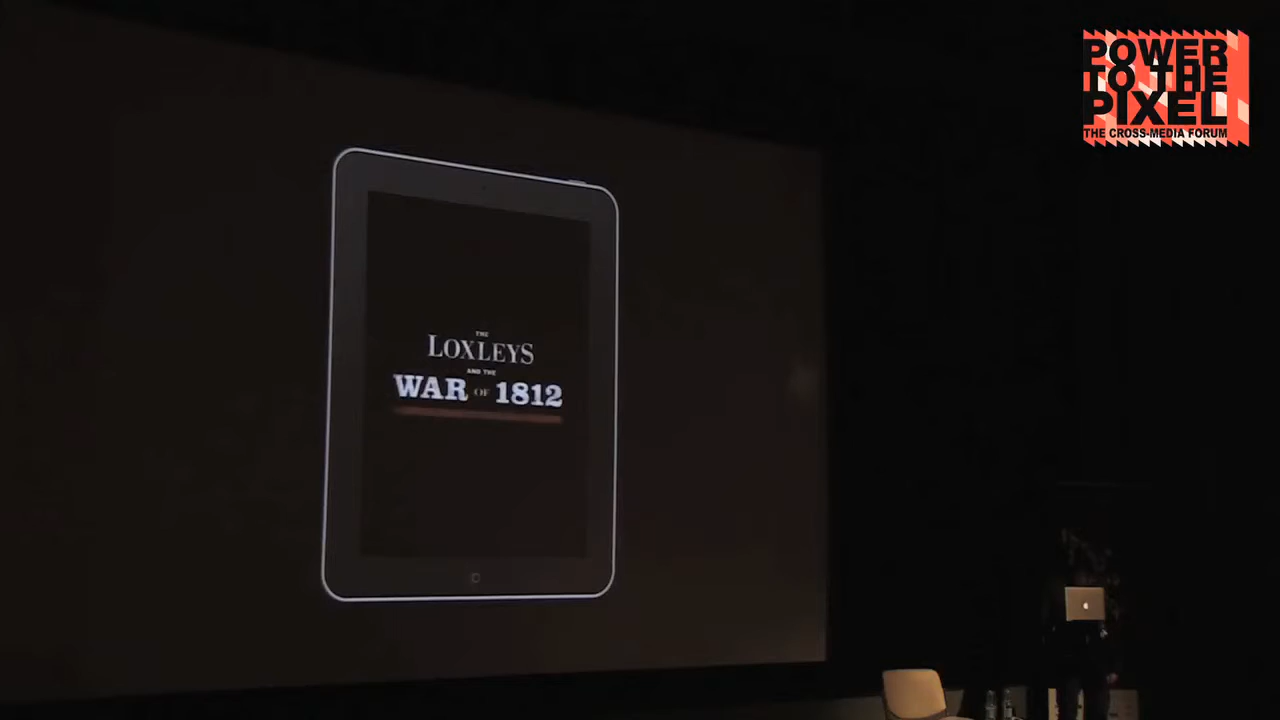 POWER
TO THE
PIXEL
THE CROSS-MEDIA FORUM
THE
LOXLEYS
AND THE
WAR OF 1812